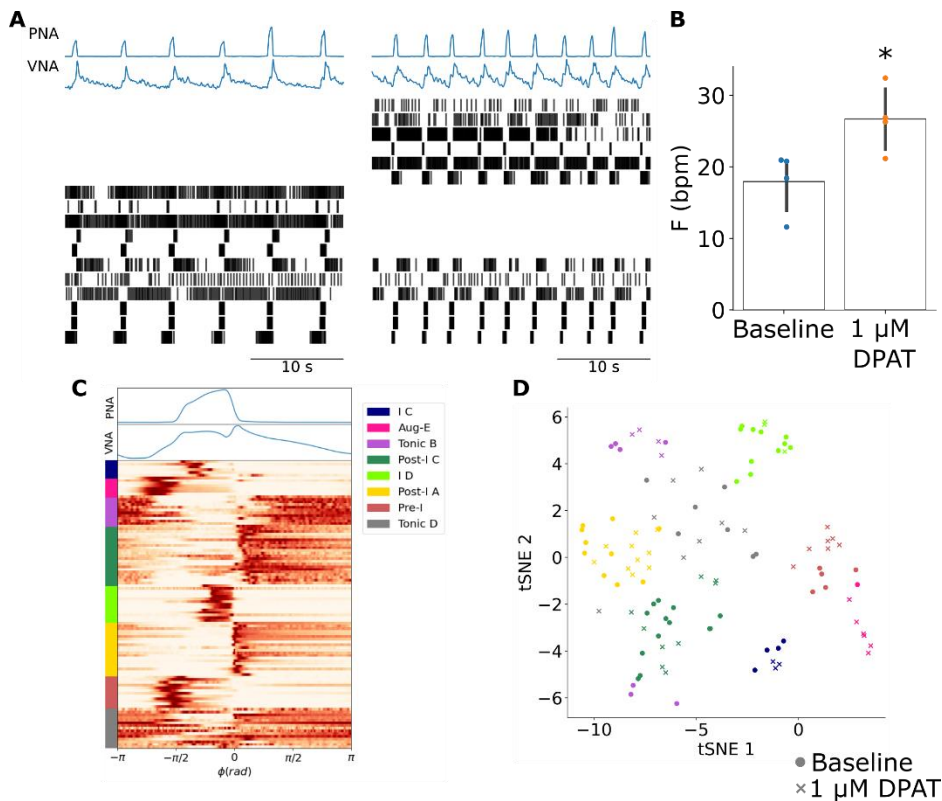 A
PNA
VNA
10 s
10 s
B
*
F (bpm)
30
20
10
0
Baseline
1 μM
DPAT
C
PNA
VNA
I C
Aug-E
Tonic B
Post-I C
I D
Post-I A
Pre-I
Tonic D
−π
−π/2
0
π/2
π
ϕ(rad)
D
tSNE 2
6
4
2
0
−2
−4
−6
−10
−5
0
tSNE 1
Baseline
× 1 μM DPAT